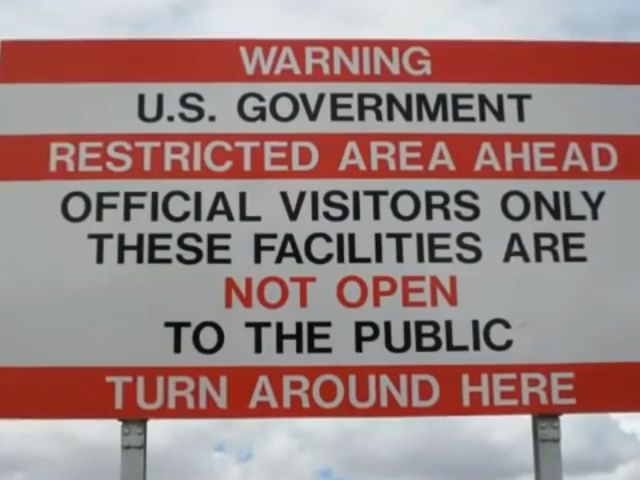 WARNING
U.S. GOVERNMENT
RESTRICTED AREA AHEAD
OFFICIAL VISITORS ONLY
THESE FACILITIES ARE
NOT OPEN
TO THE PUBLIC
TURN AROUND HERE